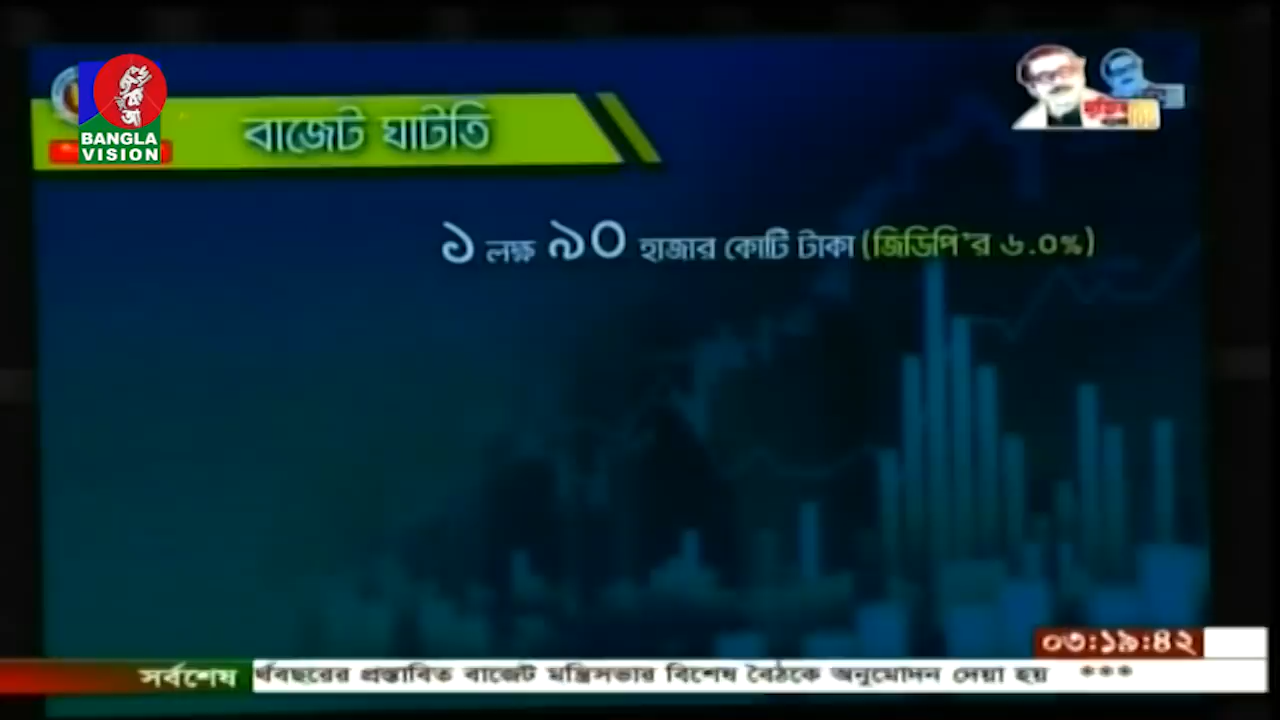 BANGLA
VISION
বাজেট ঘাটতি
১ লক্ষ ৯০ হাজার কোটি টাকা (জিডিপি'র ৬.০%)
০৩:১৯:৪২
সর্বশেষ র্থবছরের প্রস্তাবিত বাজেট মন্ত্রিসভার বিশেষ বৈঠকে অনুমোদন দেয়া হয় ***